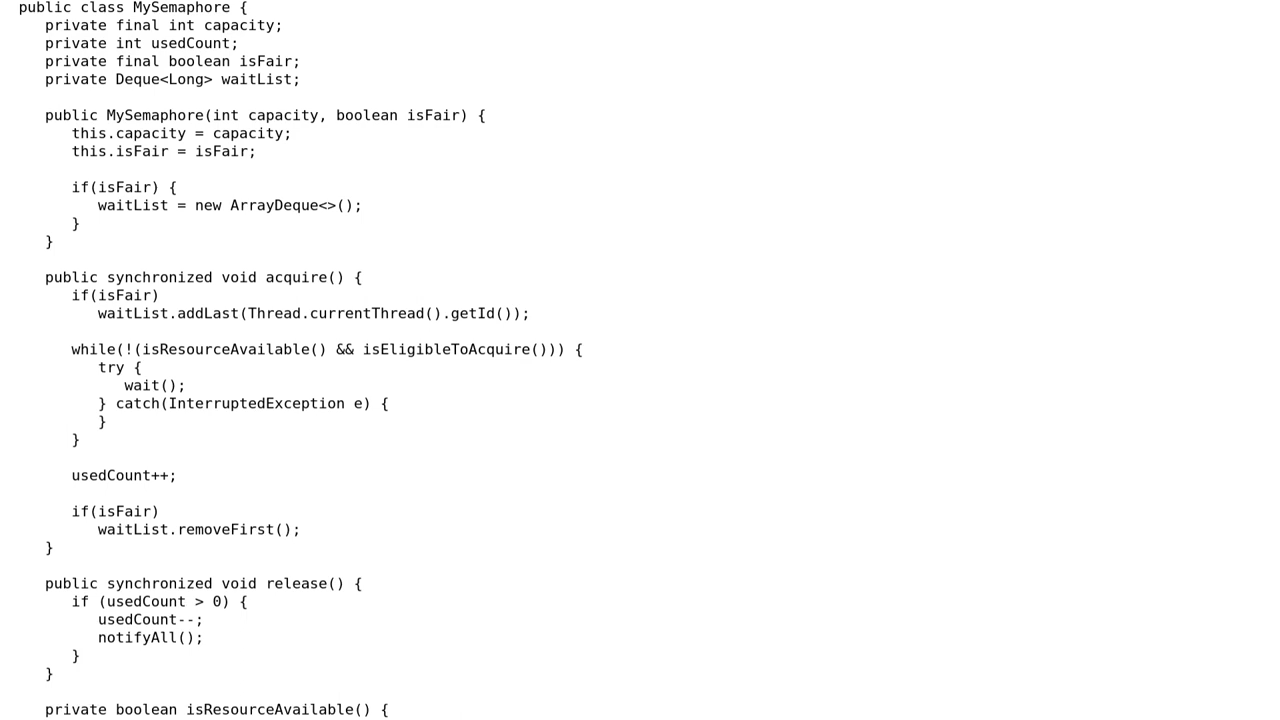 public class MySemaphore {
   private final int capacity;
   private int usedCount;
   private final boolean isFair;
   private Deque<Long> waitList;

   public MySemaphore(int capacity, boolean isFair) {
      this.capacity = capacity;
      this.isFair = isFair;

      if(isFair) {
         waitList = new ArrayDeque<>();
      }
   }

   public synchronized void acquire() {
      if(isFair)
         waitList.addLast(Thread.currentThread().getId());

      while(!(isResourceAvailable() && isEligibleToAcquire())) {
         try {
            wait();
         } catch(InterruptedException e) {
         }
      }

      usedCount++;

      if(isFair)
         waitList.removeFirst();
   }

   public synchronized void release() {
      if (usedCount > 0) {
         usedCount--;
         notifyAll();
      }
   }

   private boolean isResourceAvailable() {